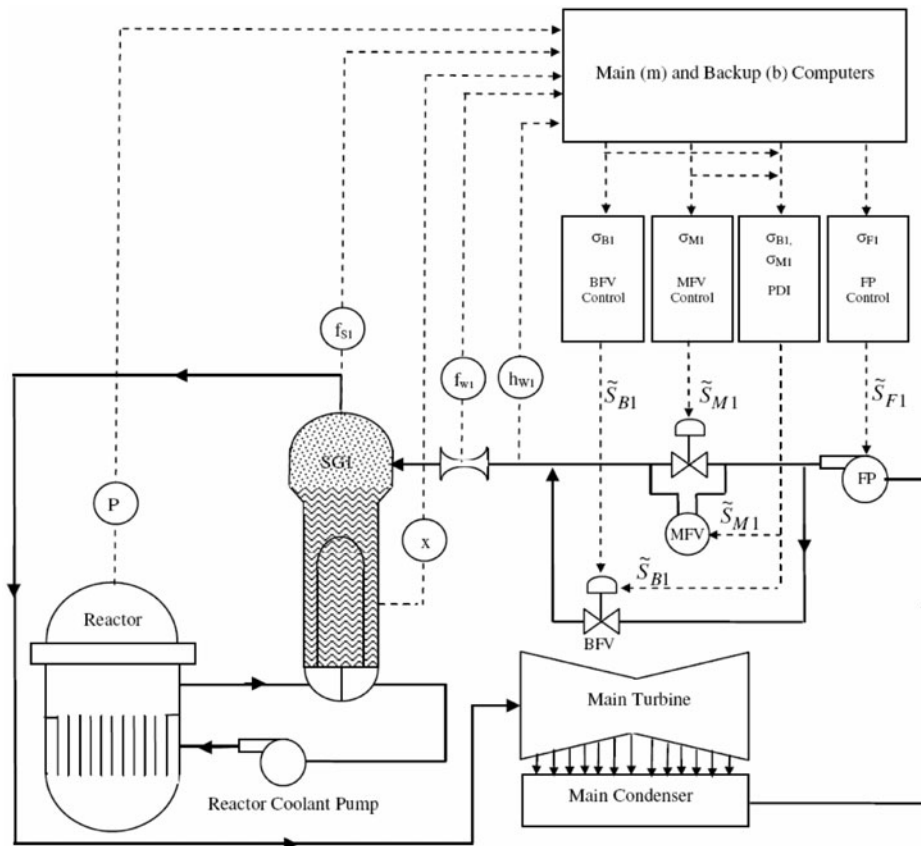 Main (m) and Backup (b) Computers
σB1
BFV
Control
σM1
MFV
Control
σB1,
σM1
PDI
σF1
FP
Control
fS1
fW1
hW1
S̃B1
S̃M1
S̃F1
SG1
FP
P
x
MFV
S̃M1
S̃B1
BFV
Reactor
Main Turbine
Main Condenser
Reactor Coolant Pump